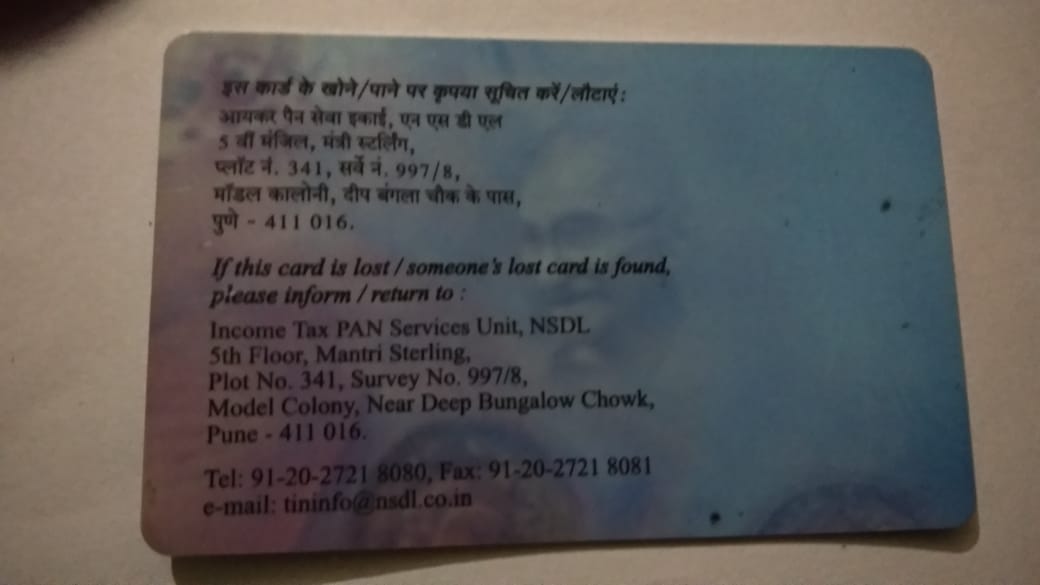 इस कार्ड के खोने/पाने पर कृपया सूचित करें/लौटाएं:
आयकर पैन सेवा इकाई, एन एस डी एल
5 वीं मंजिल, मंत्री स्टर्लिंग,
प्लॉट नं. 341, सर्वे नं. 997/8,
मॉडल कालोनी, दीप बंगला चौक के पास,
पुणे - 411 016.
If this card is lost / someone's lost card is found,
please inform / return to :
Income Tax PAN Services Unit, NSDL
5th Floor, Mantri Sterling,
Plot No. 341, Survey No. 997/8,
Model Colony, Near Deep Bungalow Chowk,
Pune - 411 016.
Tel: 91-20-2721 8080, Fax: 91-20-2721 8081
e-mail: tininfo@nsdl.co.in